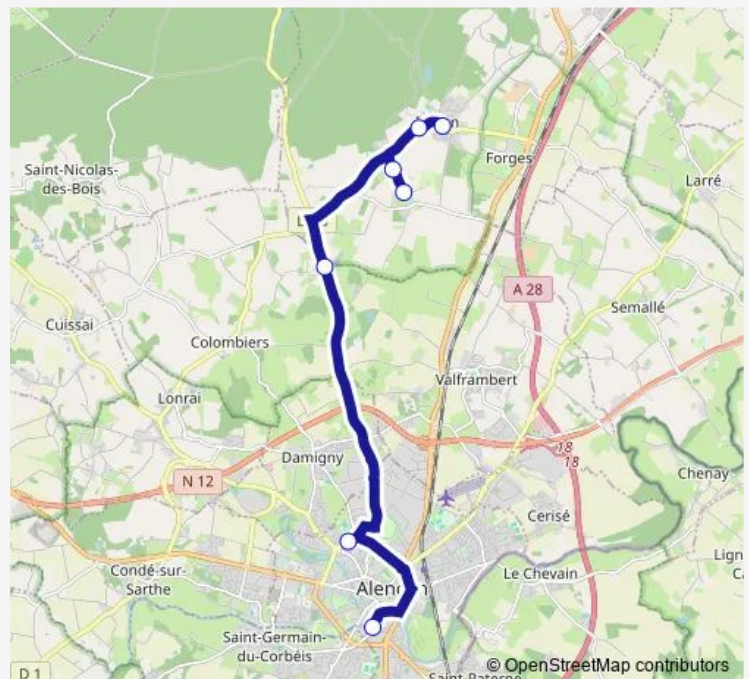 Forges
Saint-Nicolas-
des-Bois
Larré
A 28
Semallé
Cuissai
Colombiers
Valframbert
Lonrai
18
18
Damigny
Chenay
N 12
Cerisé
Condé-sur-
Sarthe
Le Chevain
Saint-Germain-
du-Corbéis
D 1
© OpenStreetMap contributors